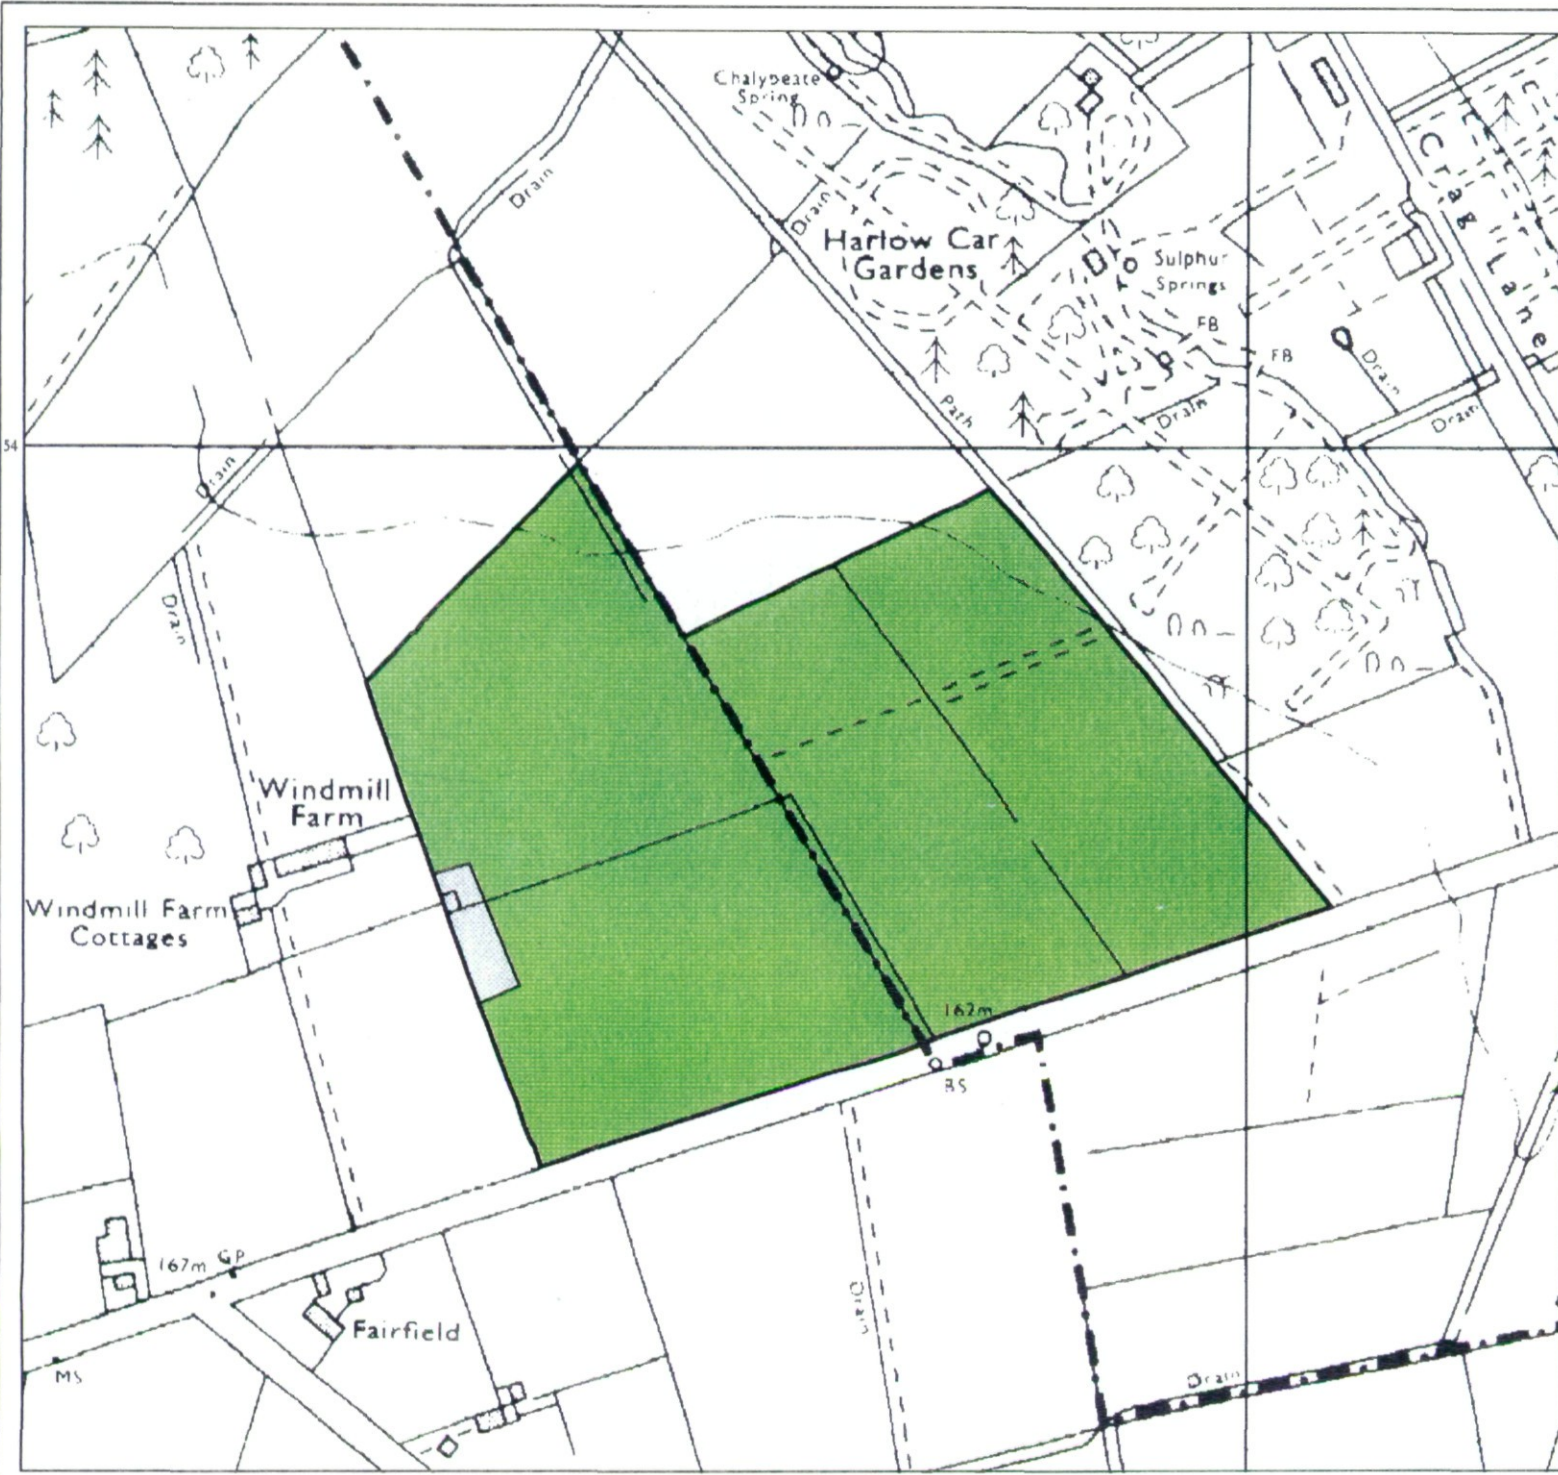 Chalybeate
Spring
Drain
Drain
Harlow Car
Gardens
Sulphur
Springs
Crag Lane
FB
FB
Drain
Path
Drain
Drain
54
Drain
Drain
Windmill
Farm
Windmill Farm
Cottages
162m
BS
167m
GP
Drain
Fairfield
MS
Drain